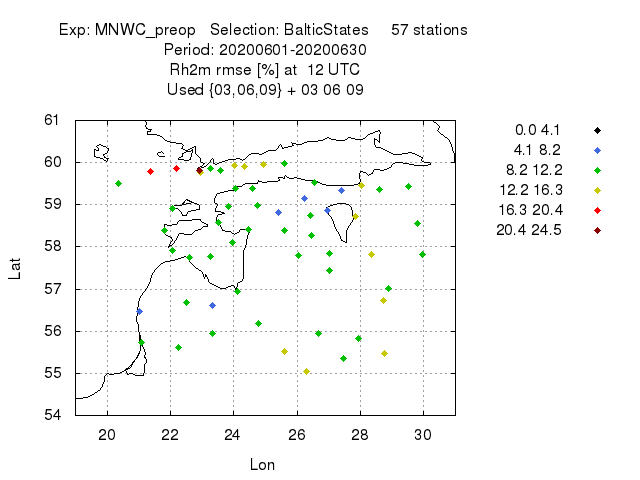 Exp: MNWC_preop Selection: BalticStates 57 stations
Period: 20200601-20200630
Rh2m rmse [%] at 12 UTC
Used {03,06,09} + 03 06 09
61
60
59
58
57
56
55
54
Lat
20 22 24 26 28 30
Lon
0.0 4.1
4.1 8.2
8.2 12.2
12.2 16.3
16.3 20.4
20.4 24.5